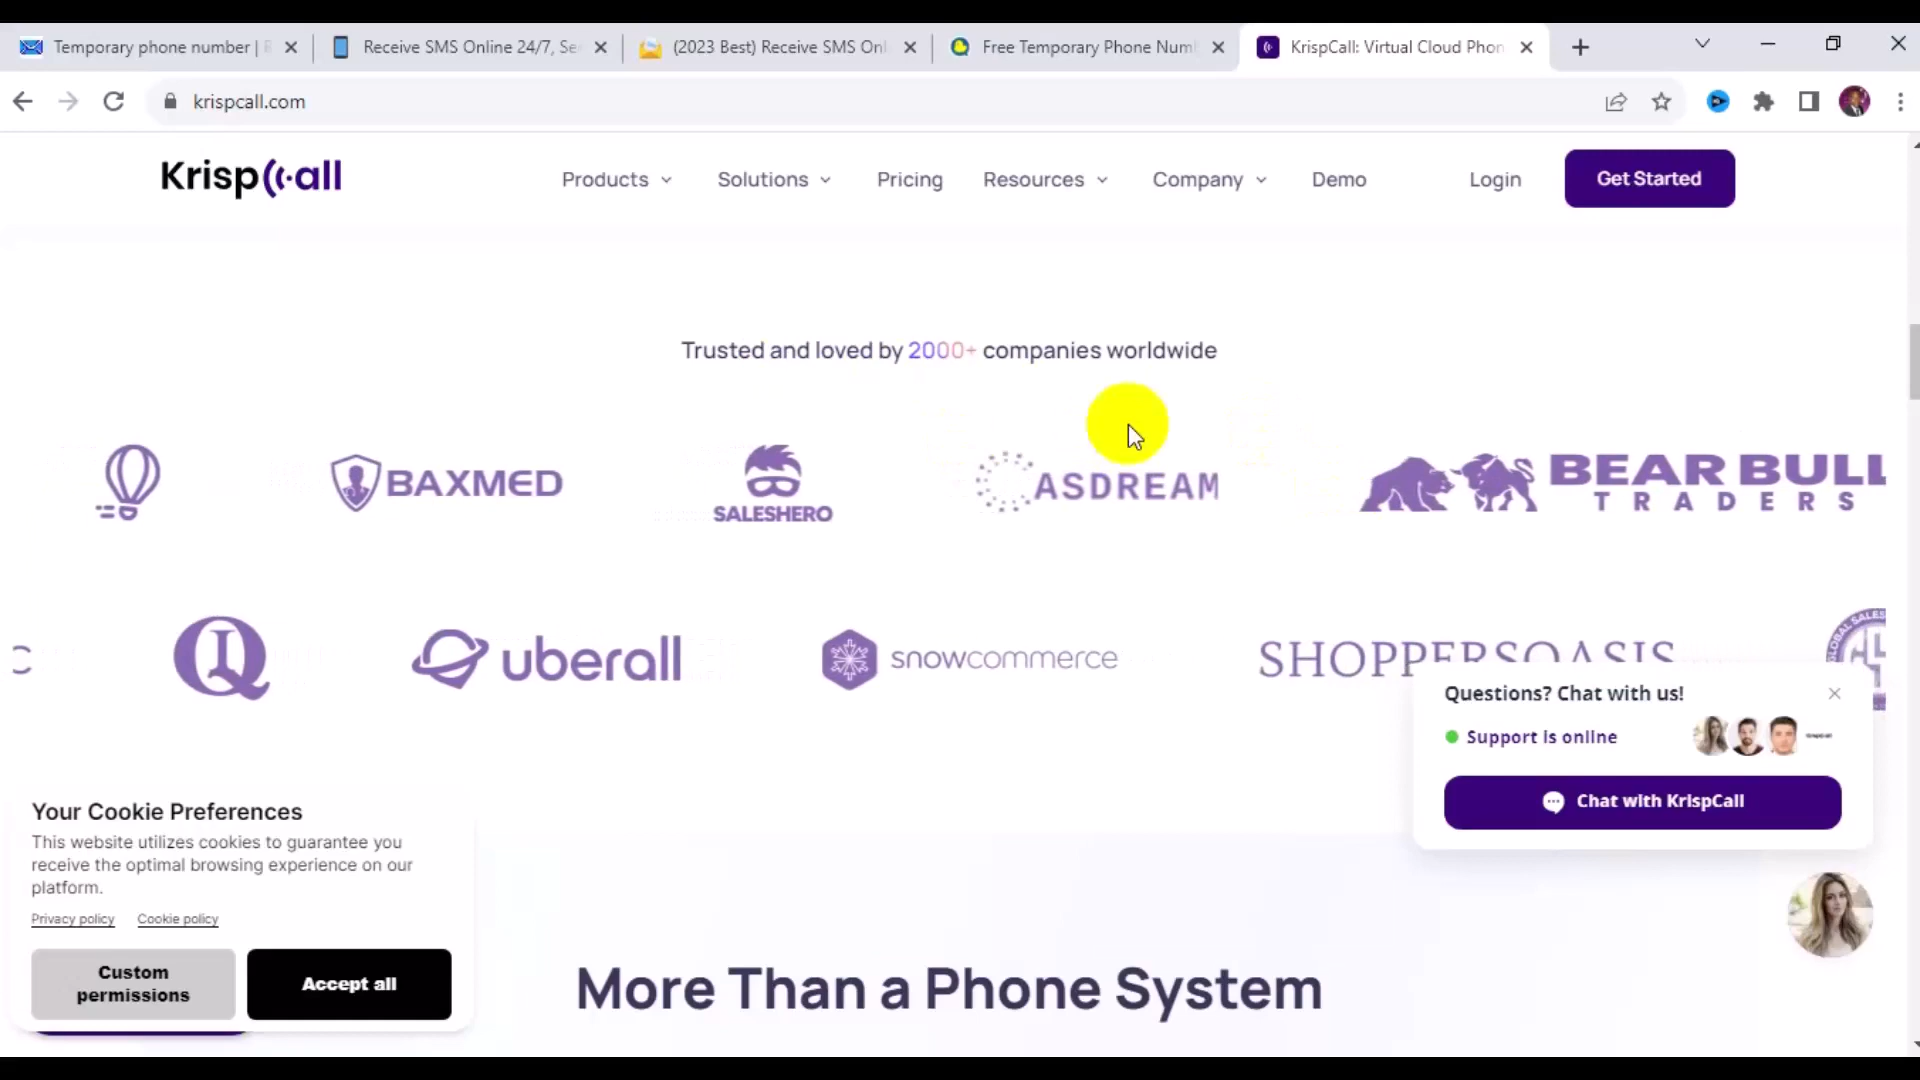 Temporary phone number |
Receive SMS Online 24/7, Se
(2023 Best) Receive SMS Onl
Free Temporary Phone Num
KrispCall: Virtual Cloud Phon
krispcall.com
KrispCall
Products
Solutions
Pricing
Resources
Company
Demo
Login
Get Started
Trusted and loved by 2000+ companies worldwide
BAXMED
SALESHERO
ASDREAM
BEAR BULL
TRADERS
uberall
snowcommerce
SHOPPERSOASIS
GLOBAL SALES
Questions? Chat with us!
Support is online
Chat with KrispCall
Your Cookie Preferences
This website utilizes cookies to guarantee you
receive the optimal browsing experience on our
platform.
Privacy policy
Cookie policy
Custom
permissions
Accept all
More Than a Phone System